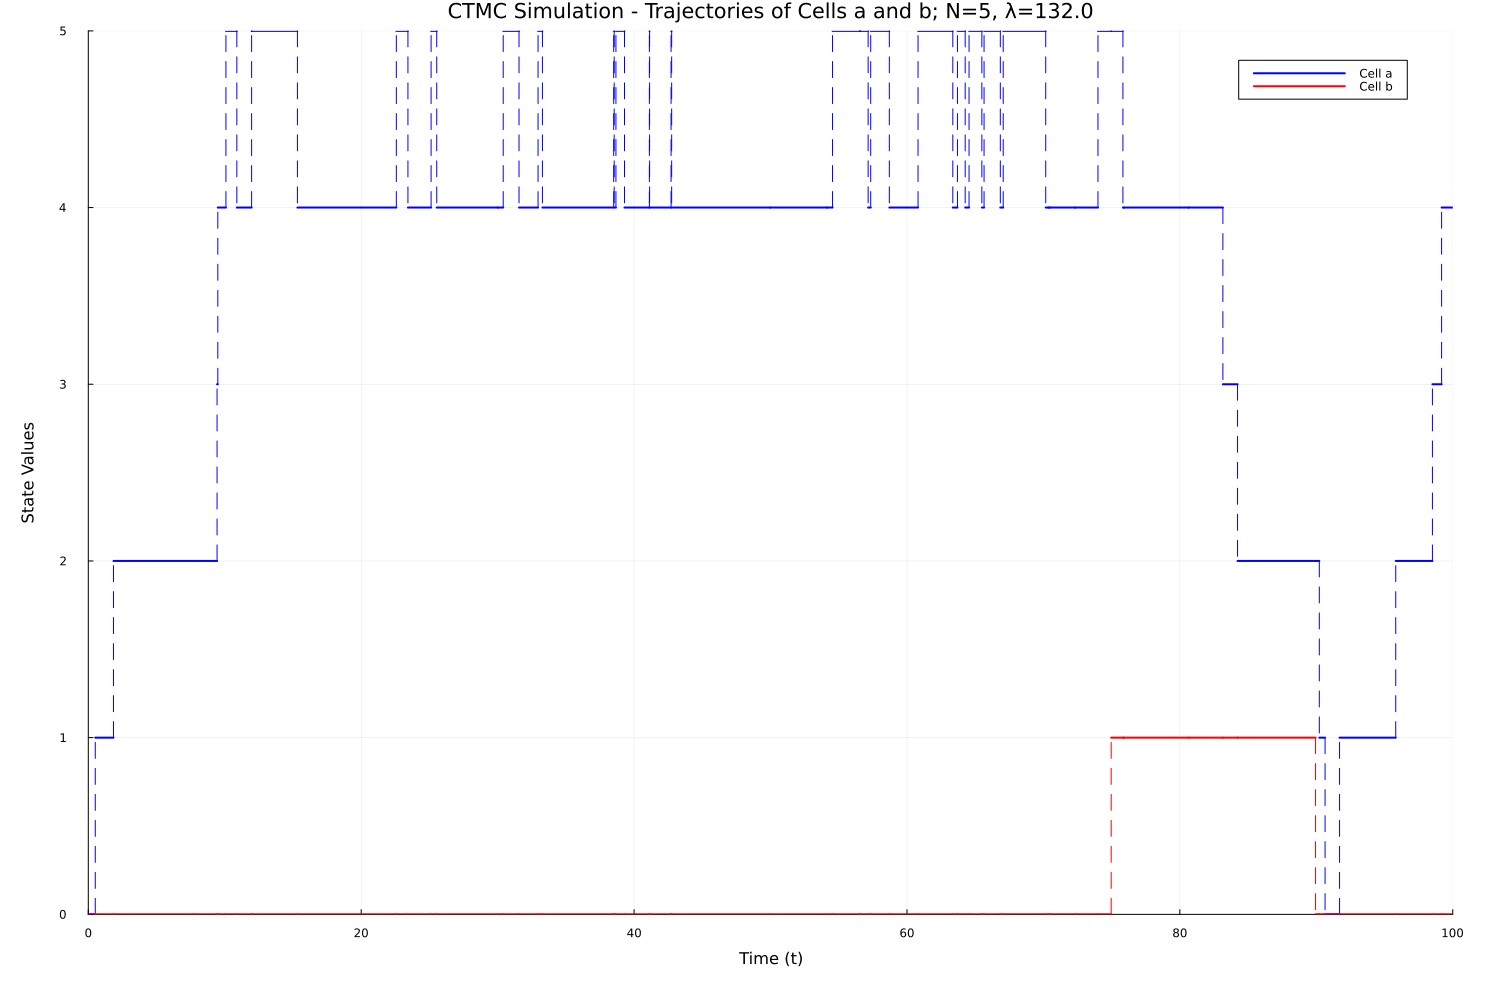 CTMC Simulation - Trajectories of Cells a and b; N=5, λ=132.0
5
4
3
2
1
0
State Values
Cell a
Cell b
0 20 40 60 80 100
Time (t)